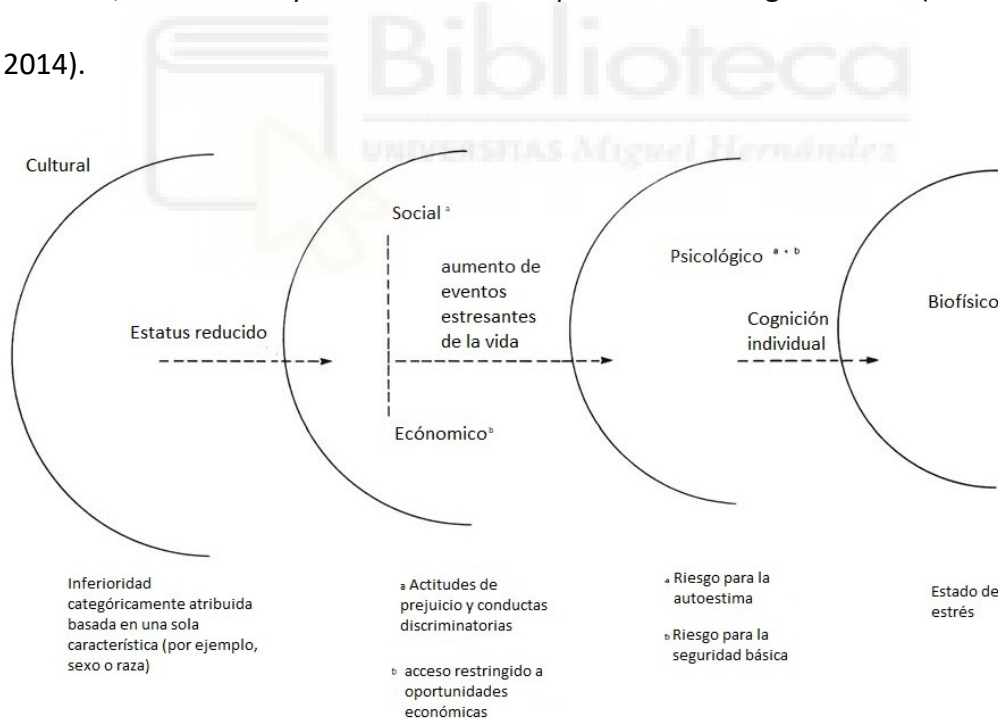 2014).
Biblioteca
UNIVERSITAS Miguel Hernández
Cultural
Estatus reducido
Inferioridad
categóricamente atribuida
basada en una sola
característica (por ejemplo,
sexo o raza)
Social a
aumento de
eventos
estresantes
de la vida
Ecónomico b
a Actitudes de
prejuicio y conductas
discriminatorias
b acceso restringido a
oportunidades
económicas
Psicológico a + b
Cognición
individual
a Riesgo para la
autoestima
b Riesgo para la
seguridad básica
Biofísico
Estado de
estrés